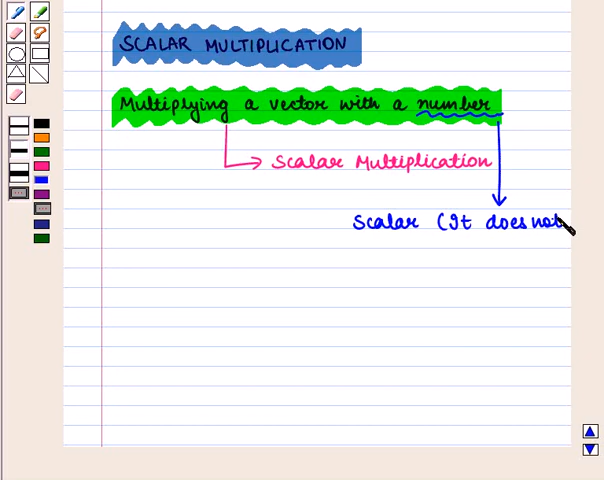 SCALAR MULTIPLICATION
Multiplying a vector with a number
Scalar Multiplication
Scalar (It does not